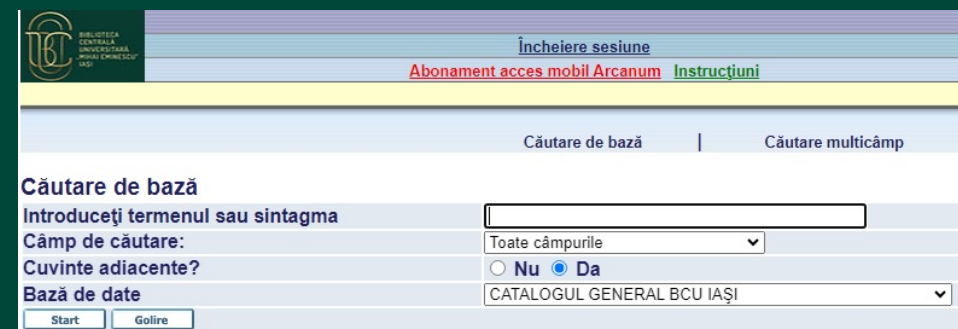 BIBLIOTECA
CENTRALĂ
UNIVERSITARĂ
„MIHAI EMINESCU”
IAŞI
Încheiere sesiune
Abonament acces mobil Arcanum Instrucţiuni
Căutare de bază | Căutare multicâmp
Căutare de bază
Introduceţi termenul sau sintagma
Câmp de căutare: Toate câmpurile
Cuvinte adiacente? Nu Da
Bază de date CATALOGUL GENERAL BCU IAŞI
Start Golire